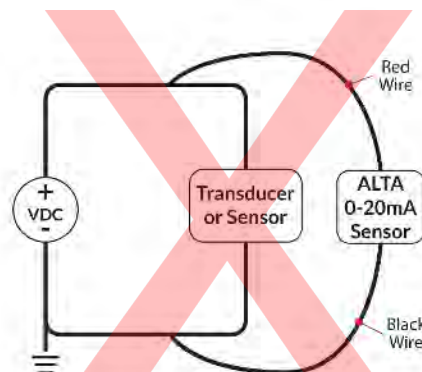 Red
Wire
+
VDC
-
Transducer
or Sensor
ALTA
0-20mA
Sensor
Black
Wire